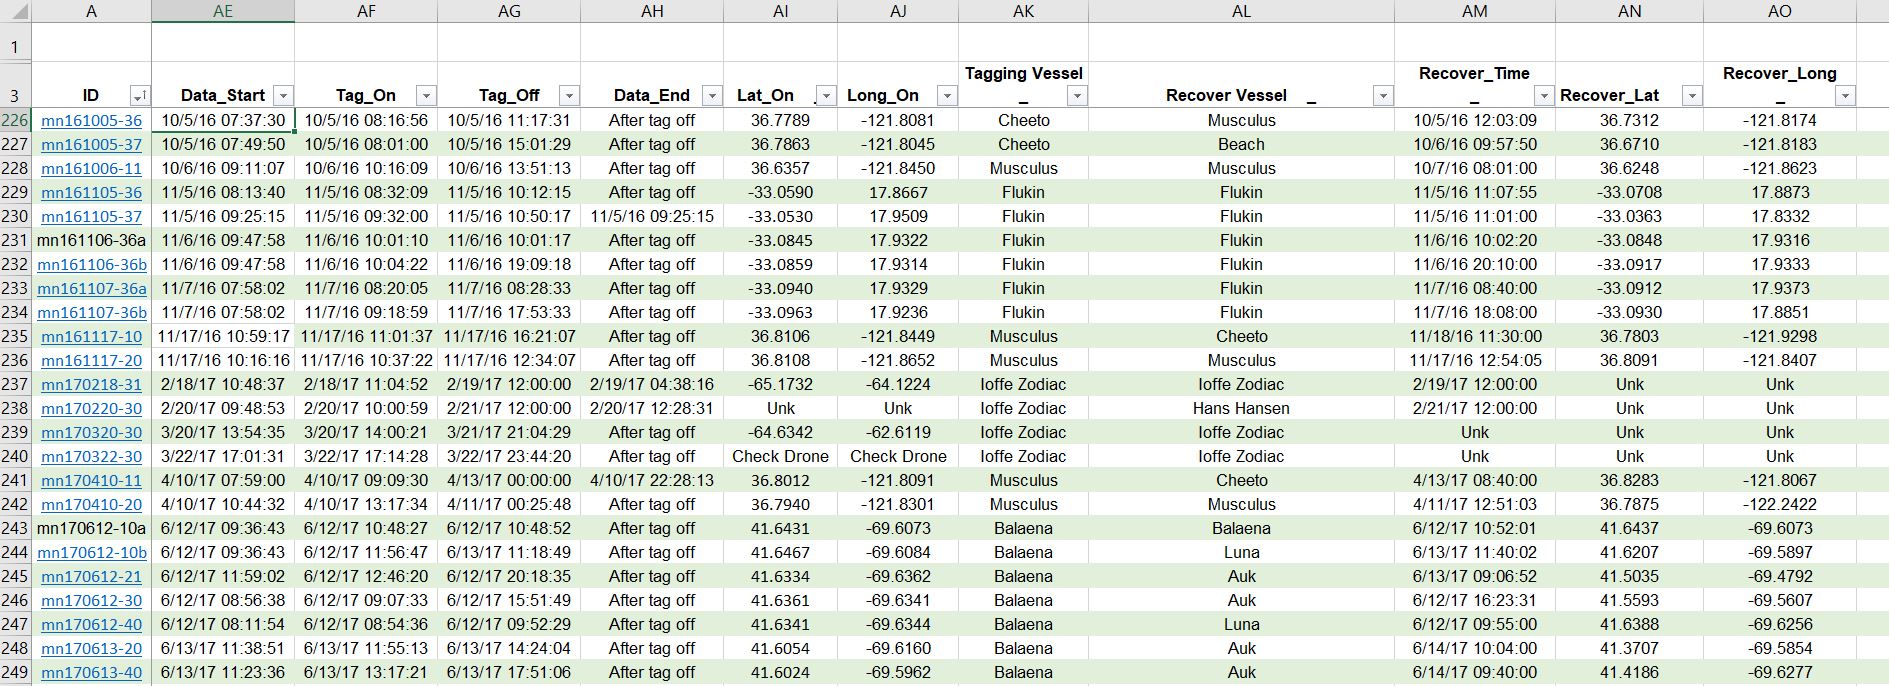 A AE AF AG AH AI AJ AK AL AM AN AO
1
Tagging Vessel Recover_Time Recover_Long
3 ID Data_Start Tag_On Tag_Off Data_End Lat_On Long_On _ Recover Vessel _ _ Recover_Lat _
226 mn161005-36 10/5/16 07:37:30 10/5/16 08:16:56 10/5/16 11:17:31 After tag off 36.7789 -121.8081 Cheeto Musculus 10/5/16 12:03:09 36.7312 -121.8174
227 mn161005-37 10/5/16 07:49:50 10/5/16 08:01:00 10/5/16 15:01:29 After tag off 36.7863 -121.8045 Cheeto Beach 10/6/16 09:57:50 36.6710 -121.8183
228 mn161006-11 10/6/16 09:11:07 10/6/16 10:16:09 10/6/16 13:51:13 After tag off 36.6357 -121.8450 Musculus Musculus 10/7/16 08:01:00 36.6248 -121.8623
229 mn161105-36 11/5/16 08:13:40 11/5/16 08:32:09 11/5/16 10:12:15 After tag off -33.0590 17.8667 Flukin Flukin 11/5/16 11:07:55 -33.0708 17.8873
230 mn161105-37 11/5/16 09:25:15 11/5/16 09:32:00 11/5/16 10:50:17 11/5/16 09:25:15 -33.0530 17.9509 Flukin Flukin 11/5/16 11:01:00 -33.0363 17.8332
231 mn161106-36a 11/6/16 09:47:58 11/6/16 10:01:10 11/6/16 10:01:17 After tag off -33.0845 17.9322 Flukin Flukin 11/6/16 10:02:20 -33.0848 17.9316
232 mn161106-36b 11/6/16 09:47:58 11/6/16 10:04:22 11/6/16 19:09:18 After tag off -33.0859 17.9314 Flukin Flukin 11/6/16 20:10:00 -33.0917 17.9333
233 mn161107-36a 11/7/16 07:58:02 11/7/16 08:20:05 11/7/16 08:28:33 After tag off -33.0940 17.9329 Flukin Flukin 11/7/16 08:40:00 -33.0912 17.9373
234 mn161107-36b 11/7/16 07:58:02 11/7/16 09:18:59 11/7/16 17:53:33 After tag off -33.0963 17.9236 Flukin Flukin 11/7/16 18:08:00 -33.0930 17.8851
235 mn161117-10 11/17/16 10:59:17 11/17/16 11:01:37 11/17/16 16:21:07 After tag off 36.8106 -121.8449 Musculus Cheeto 11/18/16 11:30:00 36.7803 -121.9298
236 mn161117-20 11/17/16 10:16:16 11/17/16 10:37:22 11/17/16 12:34:07 After tag off 36.8108 -121.8652 Musculus Musculus 11/17/16 12:54:05 36.8091 -121.8407
237 mn170218-31 2/18/17 10:48:37 2/18/17 11:04:52 2/19/17 12:00:00 2/19/17 04:38:16 -65.1732 -64.1224 Ioffe Zodiac Ioffe Zodiac 2/19/17 12:00:00 Unk Unk
238 mn170220-30 2/20/17 09:48:53 2/20/17 10:00:59 2/21/17 12:00:00 2/20/17 12:28:31 Unk Unk Ioffe Zodiac Hans Hansen 2/21/17 12:00:00 Unk Unk
239 mn170320-30 3/20/17 13:54:35 3/20/17 14:00:21 3/21/17 21:04:29 After tag off -64.6342 -62.6119 Ioffe Zodiac Ioffe Zodiac Unk Unk Unk
240 mn170322-30 3/22/17 17:01:31 3/22/17 17:14:28 3/22/17 23:44:20 After tag off Check Drone Check Drone Ioffe Zodiac Ioffe Zodiac Unk Unk Unk
241 mn170410-11 4/10/17 07:59:00 4/10/17 09:09:30 4/13/17 00:00:00 4/10/17 22:28:13 36.8012 -121.8091 Musculus Cheeto 4/13/17 08:40:00 36.8283 -121.8067
242 mn170410-20 4/10/17 10:44:32 4/10/17 13:17:34 4/11/17 00:25:48 After tag off 36.7940 -121.8301 Musculus Musculus 4/11/17 12:51:03 36.7875 -122.2422
243 mn170612-10a 6/12/17 09:36:43 6/12/17 10:48:27 6/12/17 10:48:52 After tag off 41.6431 -69.6073 Balaena Balaena 6/12/17 10:52:01 41.6437 -69.6073
244 mn170612-10b 6/12/17 09:36:43 6/12/17 11:56:47 6/13/17 11:18:49 After tag off 41.6467 -69.6084 Balaena Luna 6/13/17 11:40:02 41.6207 -69.5897
245 mn170612-21 6/12/17 11:59:02 6/12/17 12:46:20 6/12/17 20:18:35 After tag off 41.6334 -69.6362 Balaena Auk 6/13/17 09:06:52 41.5035 -69.4792
246 mn170612-30 6/12/17 08:56:38 6/12/17 09:07:33 6/12/17 15:51:49 After tag off 41.6361 -69.6341 Balaena Auk 6/12/17 16:23:31 41.5593 -69.5607
247 mn170612-40 6/12/17 08:11:54 6/12/17 08:54:36 6/12/17 09:52:29 After tag off 41.6341 -69.6344 Balaena Luna 6/12/17 09:55:00 41.6388 -69.6256
248 mn170613-20 6/13/17 11:38:51 6/13/17 11:55:13 6/13/17 14:24:04 After tag off 41.6054 -69.6160 Balaena Auk 6/14/17 10:04:00 41.3707 -69.5854
249 mn170613-40 6/13/17 11:23:36 6/13/17 13:17:21 6/13/17 17:51:06 After tag off 41.6024 -69.5962 Balaena Auk 6/14/17 09:40:00 41.4186 -69.6277